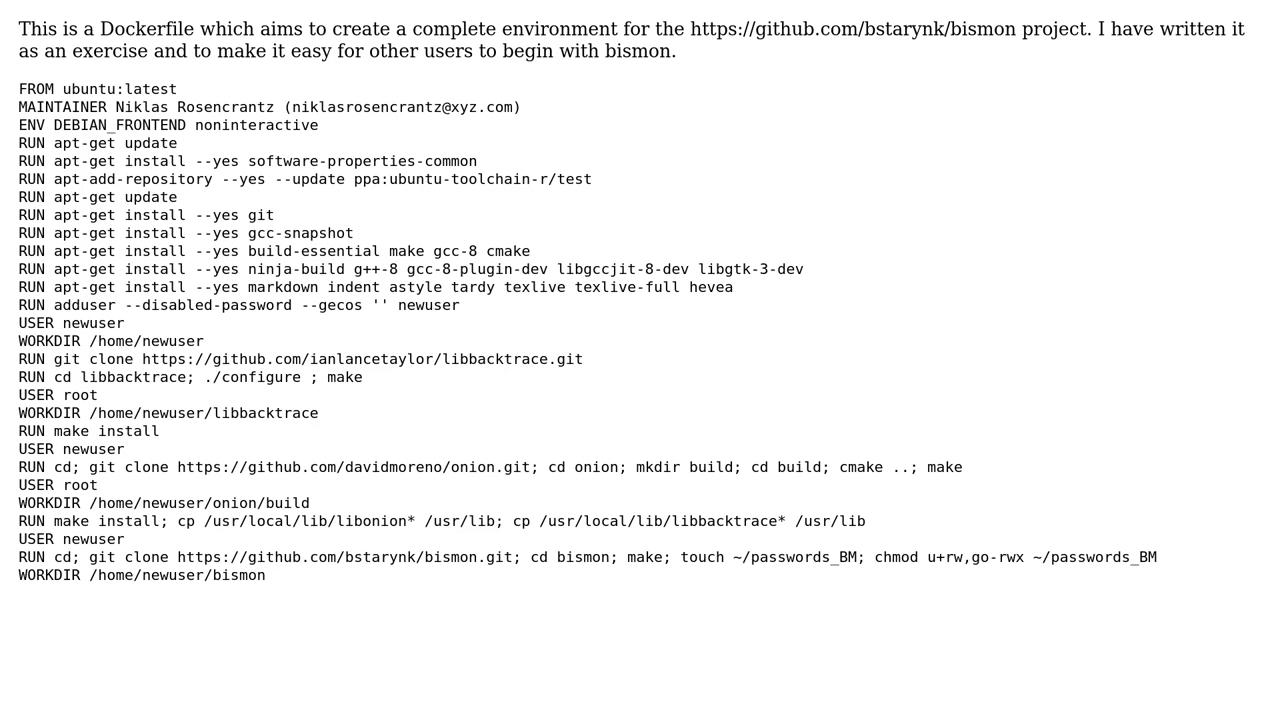 This is a Dockerfile which aims to create a complete environment for the https://github.com/bstarynk/bismon project. I have written it
as an exercise and to make it easy for other users to begin with bismon.
FROM ubuntu:latest
MAINTAINER Niklas Rosencrantz (niklasrosencrantz@xyz.com)
ENV DEBIAN_FRONTEND noninteractive
RUN apt-get update
RUN apt-get install --yes software-properties-common
RUN apt-add-repository --yes --update ppa:ubuntu-toolchain-r/test
RUN apt-get update
RUN apt-get install --yes git
RUN apt-get install --yes gcc-snapshot
RUN apt-get install --yes build-essential make gcc-8 cmake
RUN apt-get install --yes ninja-build g++-8 gcc-8-plugin-dev libgccjit-8-dev libgtk-3-dev
RUN apt-get install --yes markdown indent astyle tardy texlive texlive-full hevea
RUN adduser --disabled-password --gecos '' newuser
USER newuser
WORKDIR /home/newuser
RUN git clone https://github.com/ianlancetaylor/libbacktrace.git
RUN cd libbacktrace; ./configure ; make
USER root
WORKDIR /home/newuser/libbacktrace
RUN make install
USER newuser
RUN cd; git clone https://github.com/davidmoreno/onion.git; cd onion; mkdir build; cd build; cmake ..; make
USER root
WORKDIR /home/newuser/onion/build
RUN make install; cp /usr/local/lib/libonion* /usr/lib; cp /usr/local/lib/libbacktrace* /usr/lib
USER newuser
RUN cd; git clone https://github.com/bstarynk/bismon.git; cd bismon; make; touch ~/passwords_BM; chmod u+rw,go-rwx ~/passwords_BM
WORKDIR /home/newuser/bismon